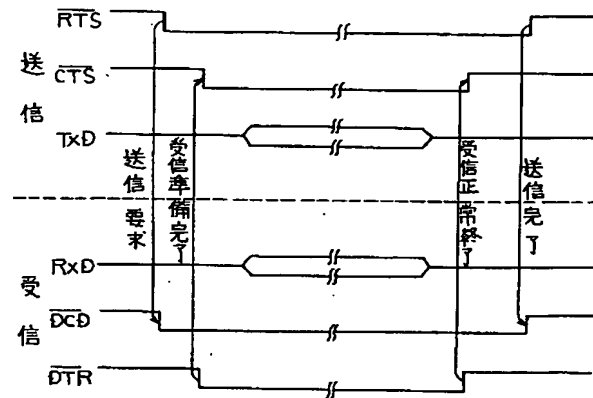 RTS
送信
CTS
TxD
送信要求
受信準備完了
受信正常終了
送信完了
受信
RxD
DCD
DTR